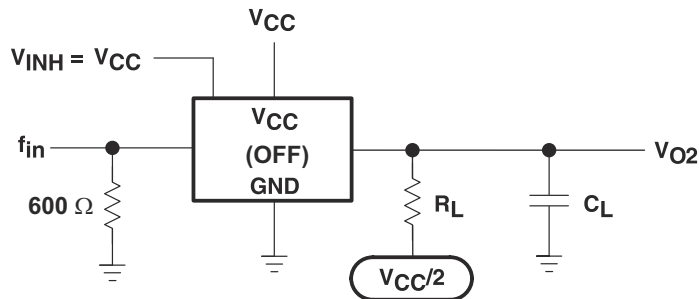 VCC
VINH = VCC
VCC
(OFF)
GND
fin
VO2
600 Ω
RL
CL
VCC/2